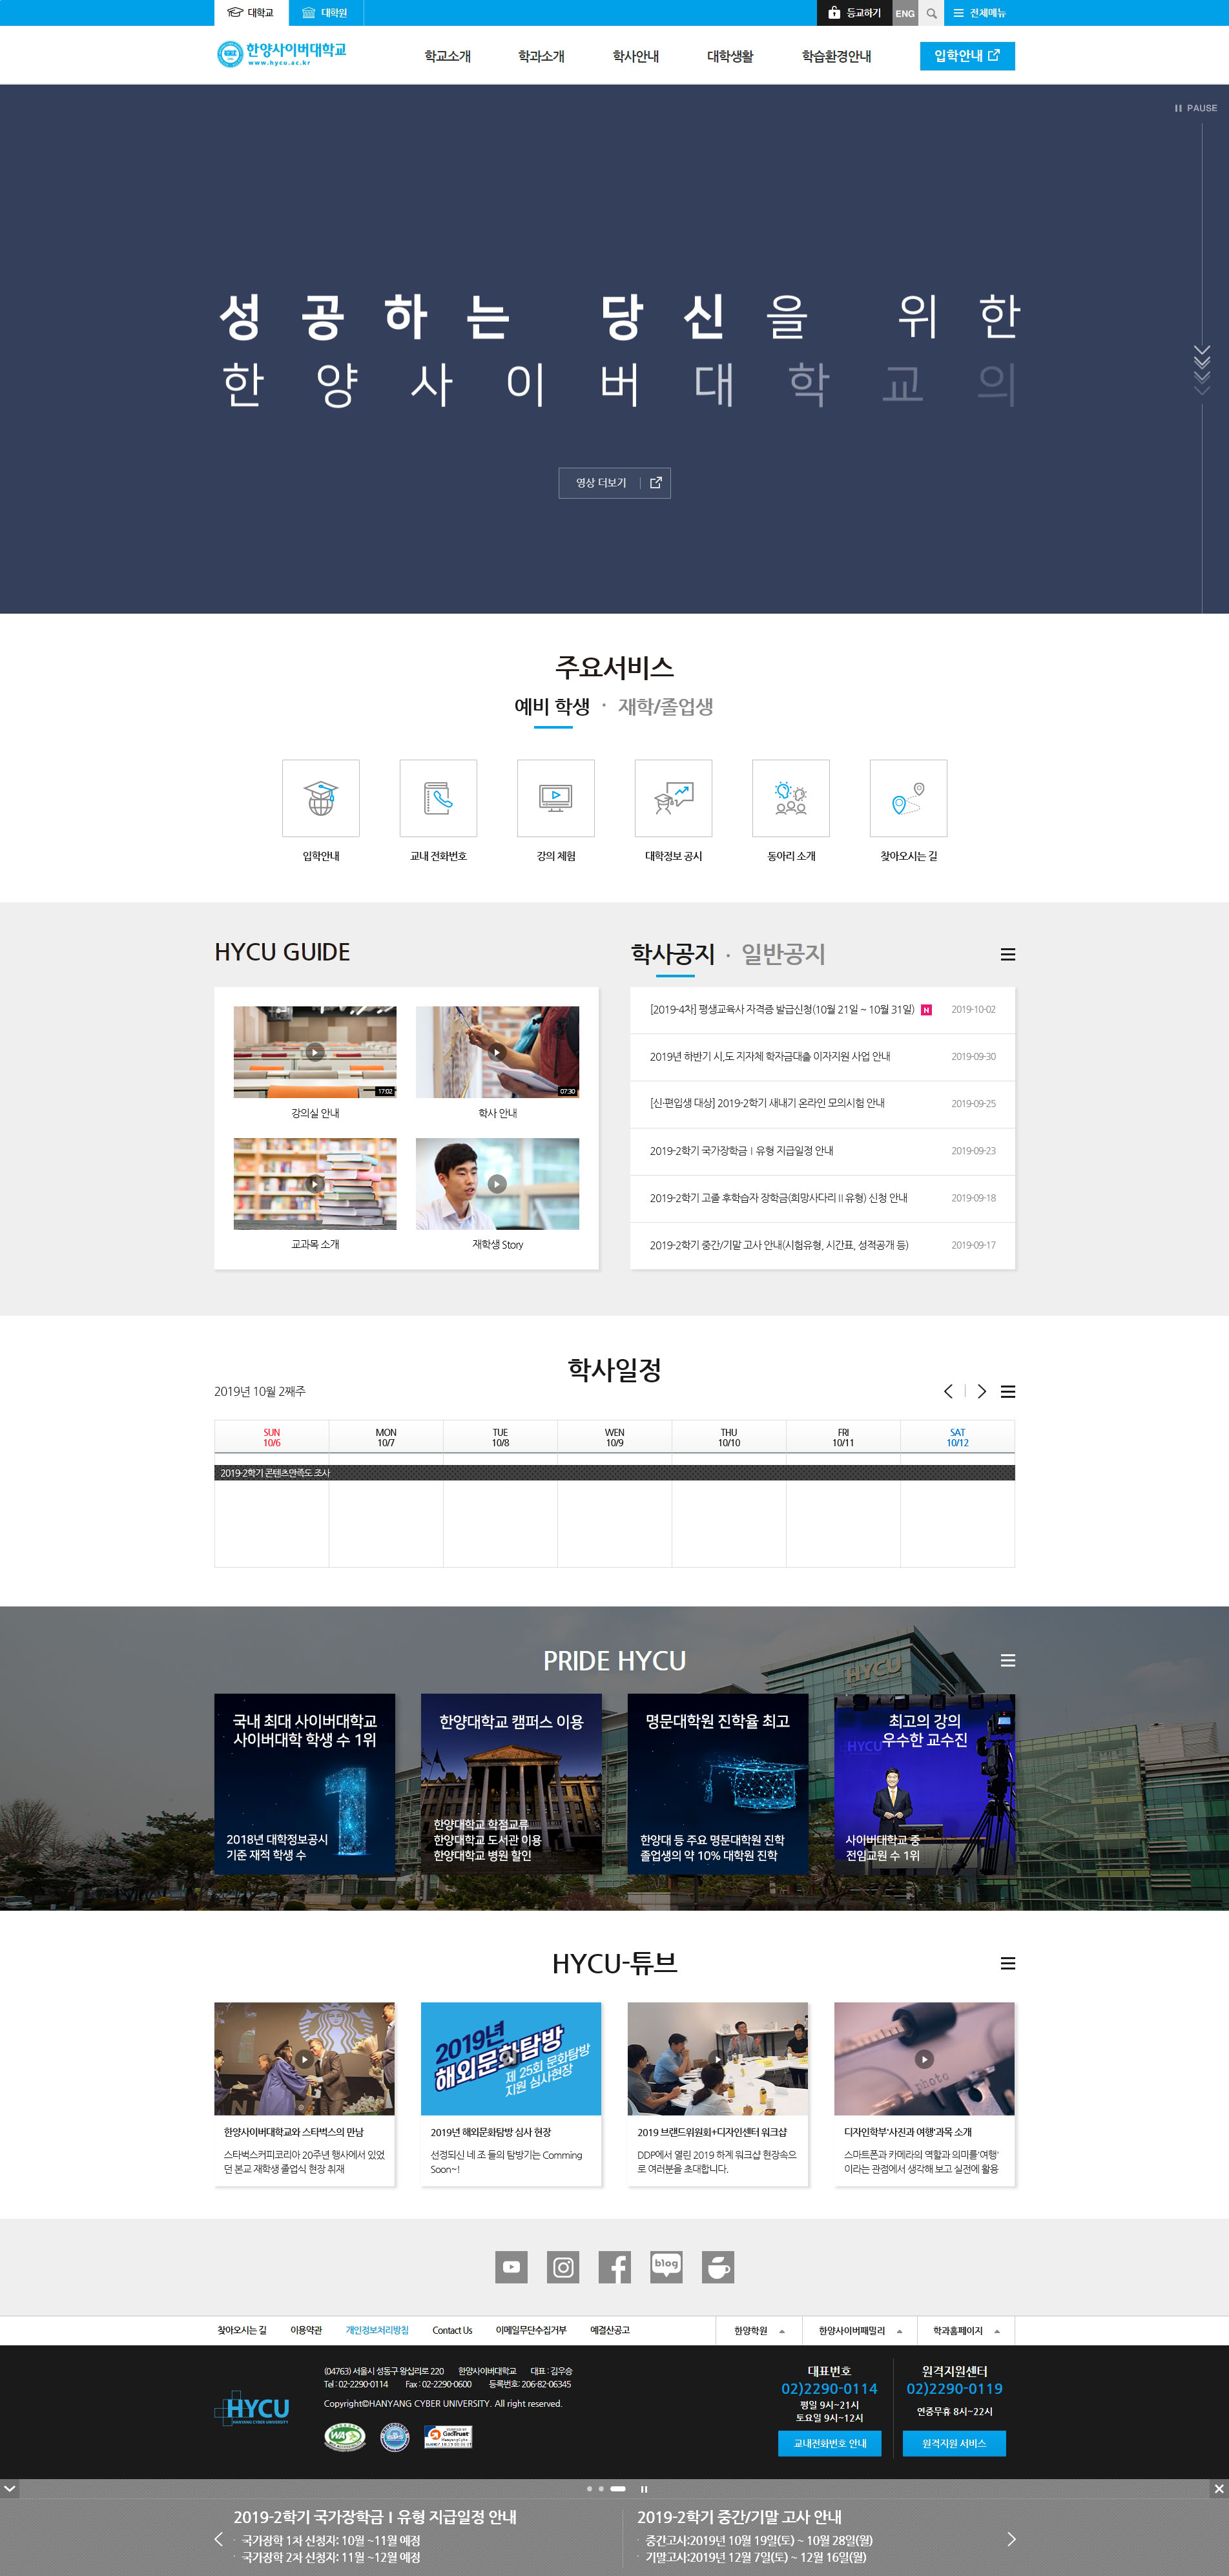 대학교
대학원
등교하기
ENG
전체메뉴
한양사이버대학교
www.hycu.ac.kr
학교소개
학과소개
학사안내
대학생활
학습환경안내
입학안내
PAUSE
성공하는 당신을 위한
한양사이버대학교의
영상 더보기
주요서비스
예비 학생 · 재학/졸업생
입학안내
교내 전화번호
강의 체험
대학정보 공시
동아리 소개
찾아오시는 길
HYCU GUIDE
17:02
07:30
강의실 안내
학사 안내
교과목 소개
재학생 Story
학사공지 · 일반공지
[2019-4차] 평생교육사 자격증 발급신청(10월 21일 ~ 10월 31일) N 2019-10-02
2019년 하반기 시,도 지자체 학자금대출 이자지원 사업 안내 2019-09-30
[신·편입생 대상] 2019-2학기 새내기 온라인 모의시험 안내 2019-09-25
2019-2학기 국가장학금 I 유형 지급일정 안내 2019-09-23
2019-2학기 고졸 후학습자 장학금(희망사다리 II 유형) 신청 안내 2019-09-18
2019-2학기 중간/기말 고사 안내(시험유형, 시간표, 성적공개 등) 2019-09-17
학사일정
2019년 10월 2째주
SUN MON TUE WEN THU FRI SAT
10/6 10/7 10/8 10/9 10/10 10/11 10/12
2019-2학기 콘텐츠만족도 조사
PRIDE HYCU
HYCU
국내 최대 사이버대학교
사이버대학 학생 수 1위
1
2018년 대학정보공시
기준 재적 학생 수
한양대학교 캠퍼스 이용
한양대학교 학점교류
한양대학교 도서관 이용
한양대학교 병원 할인
명문대학원 진학율 최고
한양대 등 주요 명문대학원 진학
졸업생의 약 10% 대학원 진학
최고의 강의
우수한 교수진
HYCU
사이버대학교 중
전임교원 수 1위
HYCU-튜브
2019년
해외문화탐방
제 25회 문화탐방
지원 심사현장
photo
한양사이버대학교와 스타벅스의 만남
스타벅스커피코리아 20주년 행사에서 있었
던 본교 재학생 졸업식 현장 취재
2019년 해외문화탐방 심사 현장
선정되신 네 조 들의 탐방기는 Comming
Soon~!
2019 브랜드위원회+디자인센터 워크샵
DDP에서 열린 2019 하계 워크샵 현장속으
로 여러분을 초대합니다.
디자인학부'사진과 여행'과목 소개
스마트폰과 카메라의 역할과 의미를'여행'
이라는 관점에서 생각해 보고 실전에 활용
blog
찾아오시는 길
이용약관
개인정보처리방침
Contact Us
이메일무단수집거부
예결산공고
한양학원
한양사이버패밀리
학과홈페이지
HYCU
HANYANG CYBER UNIVERSITY
(04763) 서울시 성동구 왕십리로 220 한양사이버대학교 대표 : 김우승
Tel : 02-2290-0114 Fax : 02-2290-0600 등록번호: 206-82-06345
Copyright©HANYANG CYBER UNIVERSITY. All right reserved.
WA
GeoTrust
대표번호
02)2290-0114
평일 9시~21시
토요일 9시~12시
교내전화번호 안내
원격지원센터
02)2290-0119
연중무휴 8시~22시
원격지원 서비스
2019-2학기 국가장학금 I 유형 지급일정 안내
· 국가장학 1차 신청자: 10월 ~11월 예정
· 국가장학 2차 신청자: 11월 ~12월 예정
2019-2학기 중간/기말 고사 안내
· 중간고사:2019년 10월 19일(토) ~ 10월 28일(월)
· 기말고사:2019년 12월 7일(토) ~ 12월 16일(월)